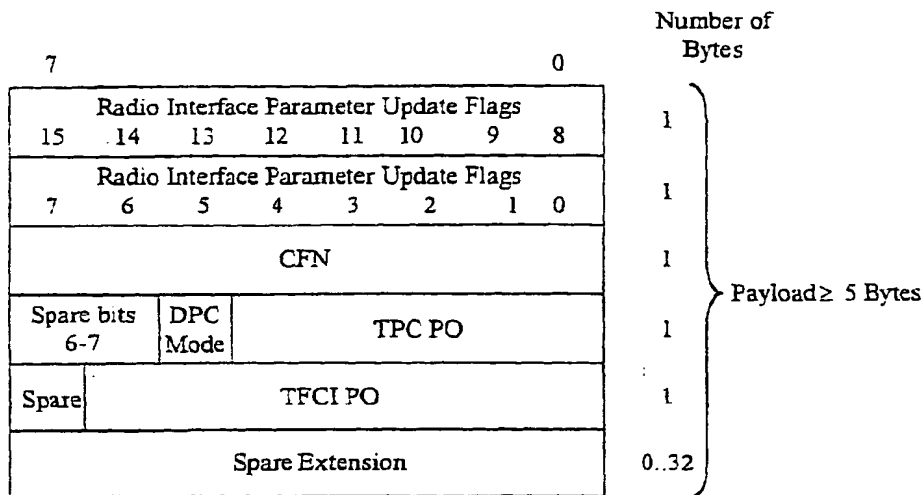 Number of
Bytes
7 0
Radio Interface Parameter Update Flags
15 14 13 12 11 10 9 8
1
Radio Interface Parameter Update Flags
7 6 5 4 3 2 1 0
1
CFN
1
Payload ≥ 5 Bytes
Spare bits
6-7
DPC
Mode
TPC PO
1
Spare
TFCI PO
1
Spare Extension
0..32